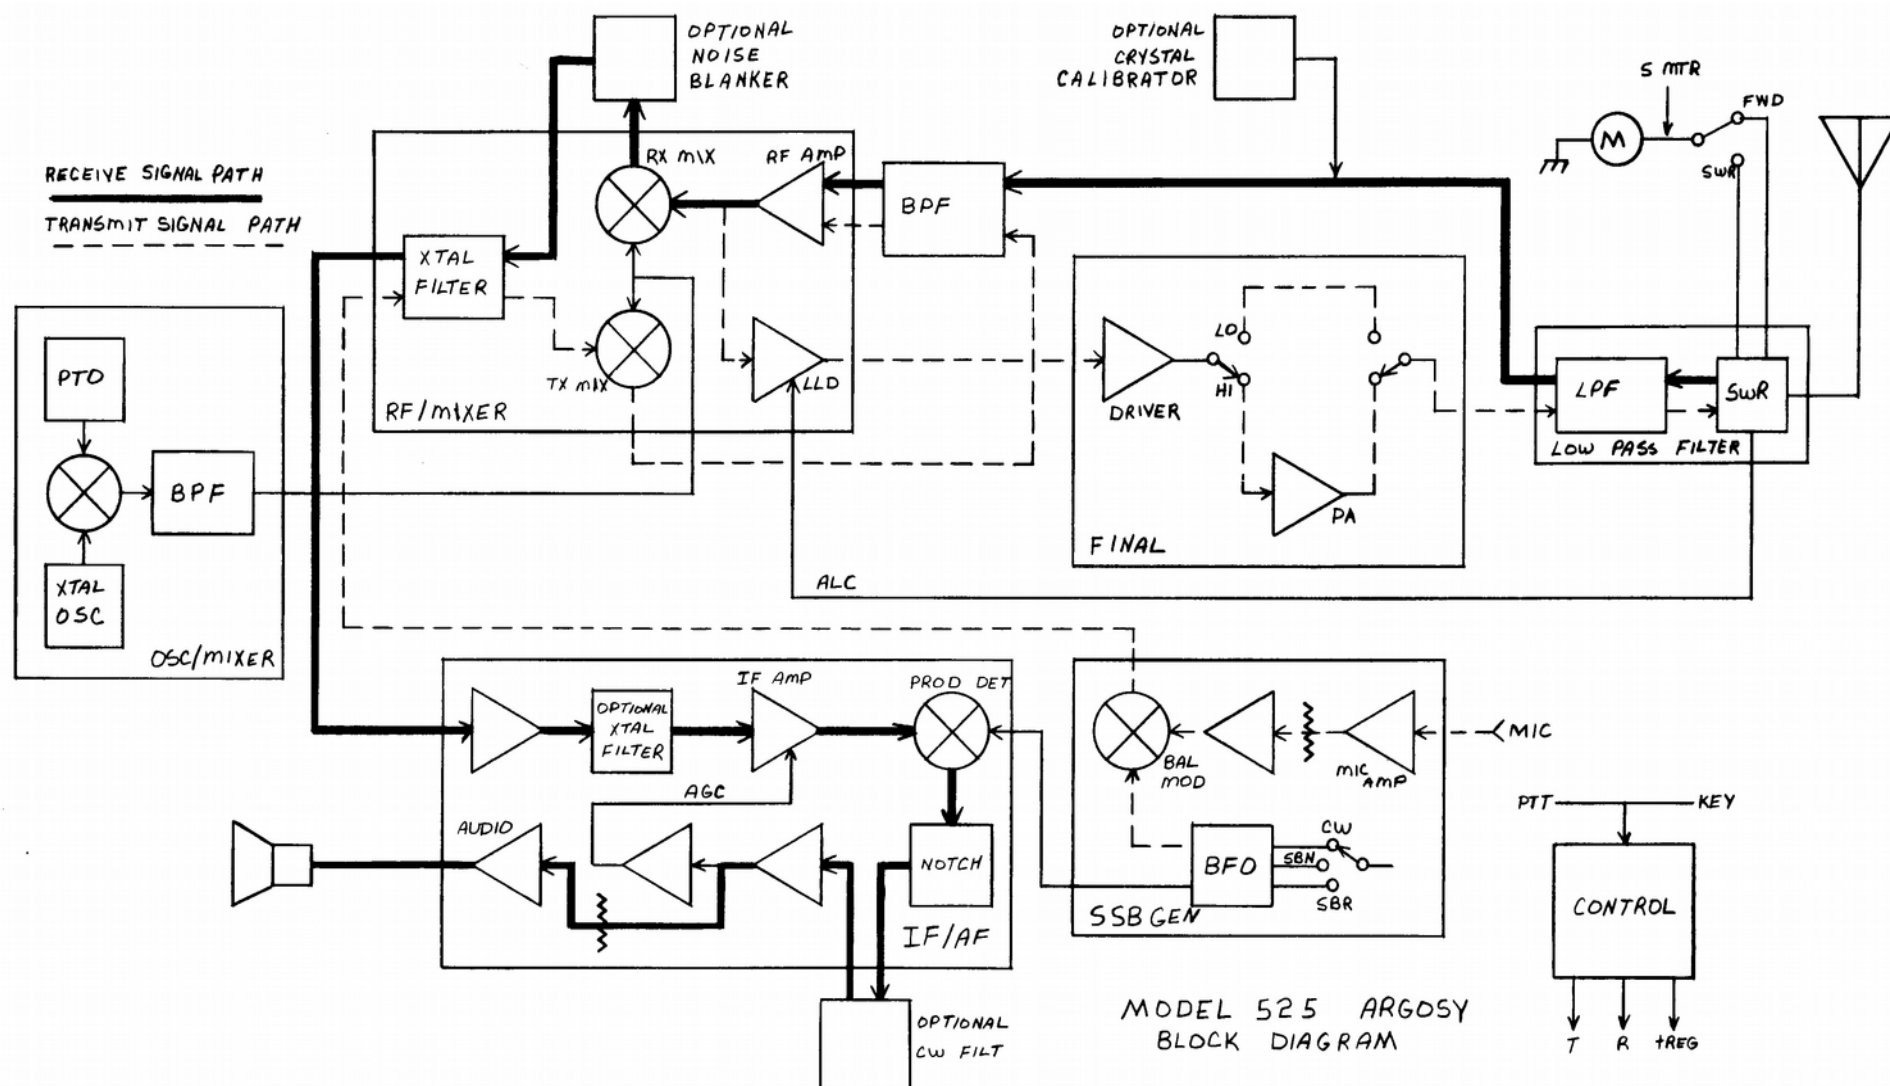 OPTIONAL
NOISE
BLANKER
OPTIONAL
CRYSTAL
CALIBRATOR
S MTR
FWD
M
SWR
RECEIVE SIGNAL PATH
TRANSMIT SIGNAL PATH
RX MIX
RF AMP
BPF
XTAL
FILTER
TX MIX
LLD
RF/MIXER
PTO
BPF
XTAL
OSC
OSC/MIXER
LO
HI
DRIVER
PA
FINAL
LPF
SWR
LOW PASS FILTER
ALC
IF AMP
PROD DET
OPTIONAL
XTAL
FILTER
AGC
AUDIO
NOTCH
IF/AF
BAL
MOD
MIC
AMP
MIC
BFO
CW
SBN
SBR
SSB GEN
PTT
KEY
CONTROL
T
R
+REG
OPTIONAL
CW FILT
MODEL 525 ARGOSY
BLOCK DIAGRAM